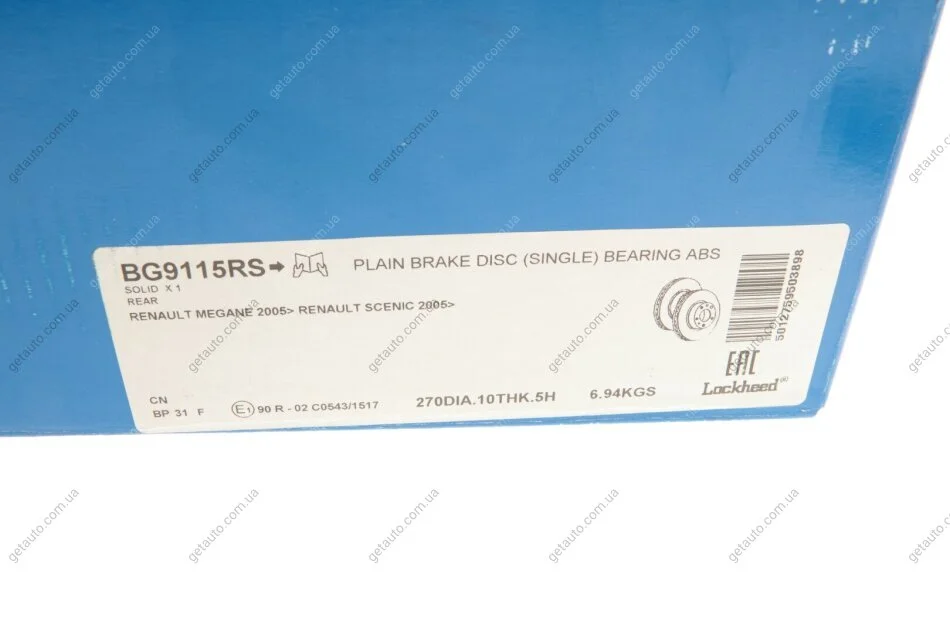 BG9115RS
PLAIN BRAKE DISC (SINGLE) BEARING ABS
SOLID X 1
REAR
RENAULT MEGANE 2005> RENAULT SCENIC 2005>
5012759503898
EAC
Lockheed®
CN
BP 31 F
E1 90 R - 02 C0543/1517
270DIA.10THK.5H
6.94KGS
getauto.com.ua